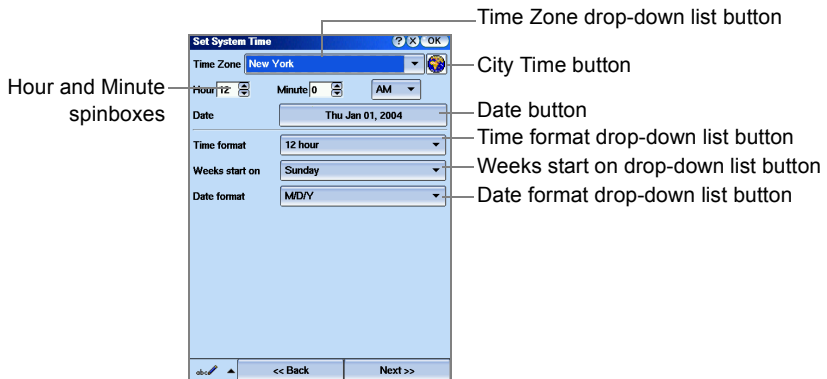 Time Zone drop-down list button
Set System Time ? X OK
Time Zone New York
City Time button
Hour and Minute
spinboxes
Hour 12 Minute 0 AM
Date Thu Jan 01, 2004
Date button
Time format 12 hour
Time format drop-down list button
Weeks start on Sunday
Weeks start on drop-down list button
Date format M/D/Y
Date format drop-down list button
abc << Back Next >>